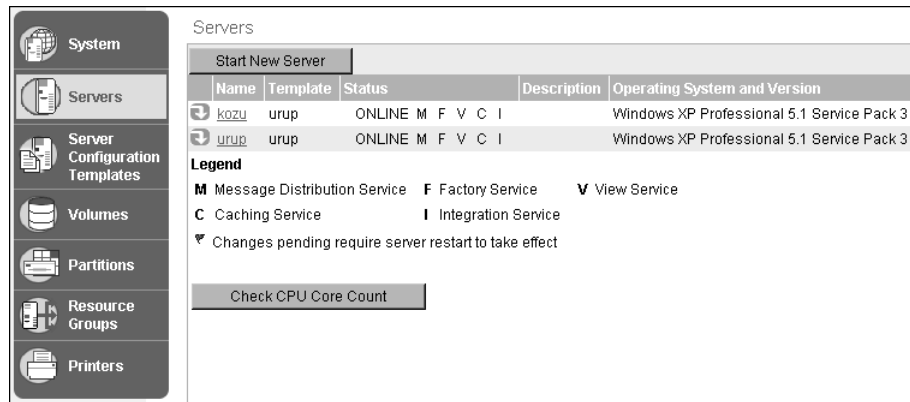 System
Servers
Server
Configuration
Templates
Volumes
Partitions
Resource
Groups
Printers
Servers
Start New Server
Name Template Status Description Operating System and Version
kozu urup ONLINE M F V C I Windows XP Professional 5.1 Service Pack 3
urup urup ONLINE M F V C I Windows XP Professional 5.1 Service Pack 3
Legend
M Message Distribution Service F Factory Service V View Service
C Caching Service I Integration Service
Changes pending require server restart to take effect
Check CPU Core Count